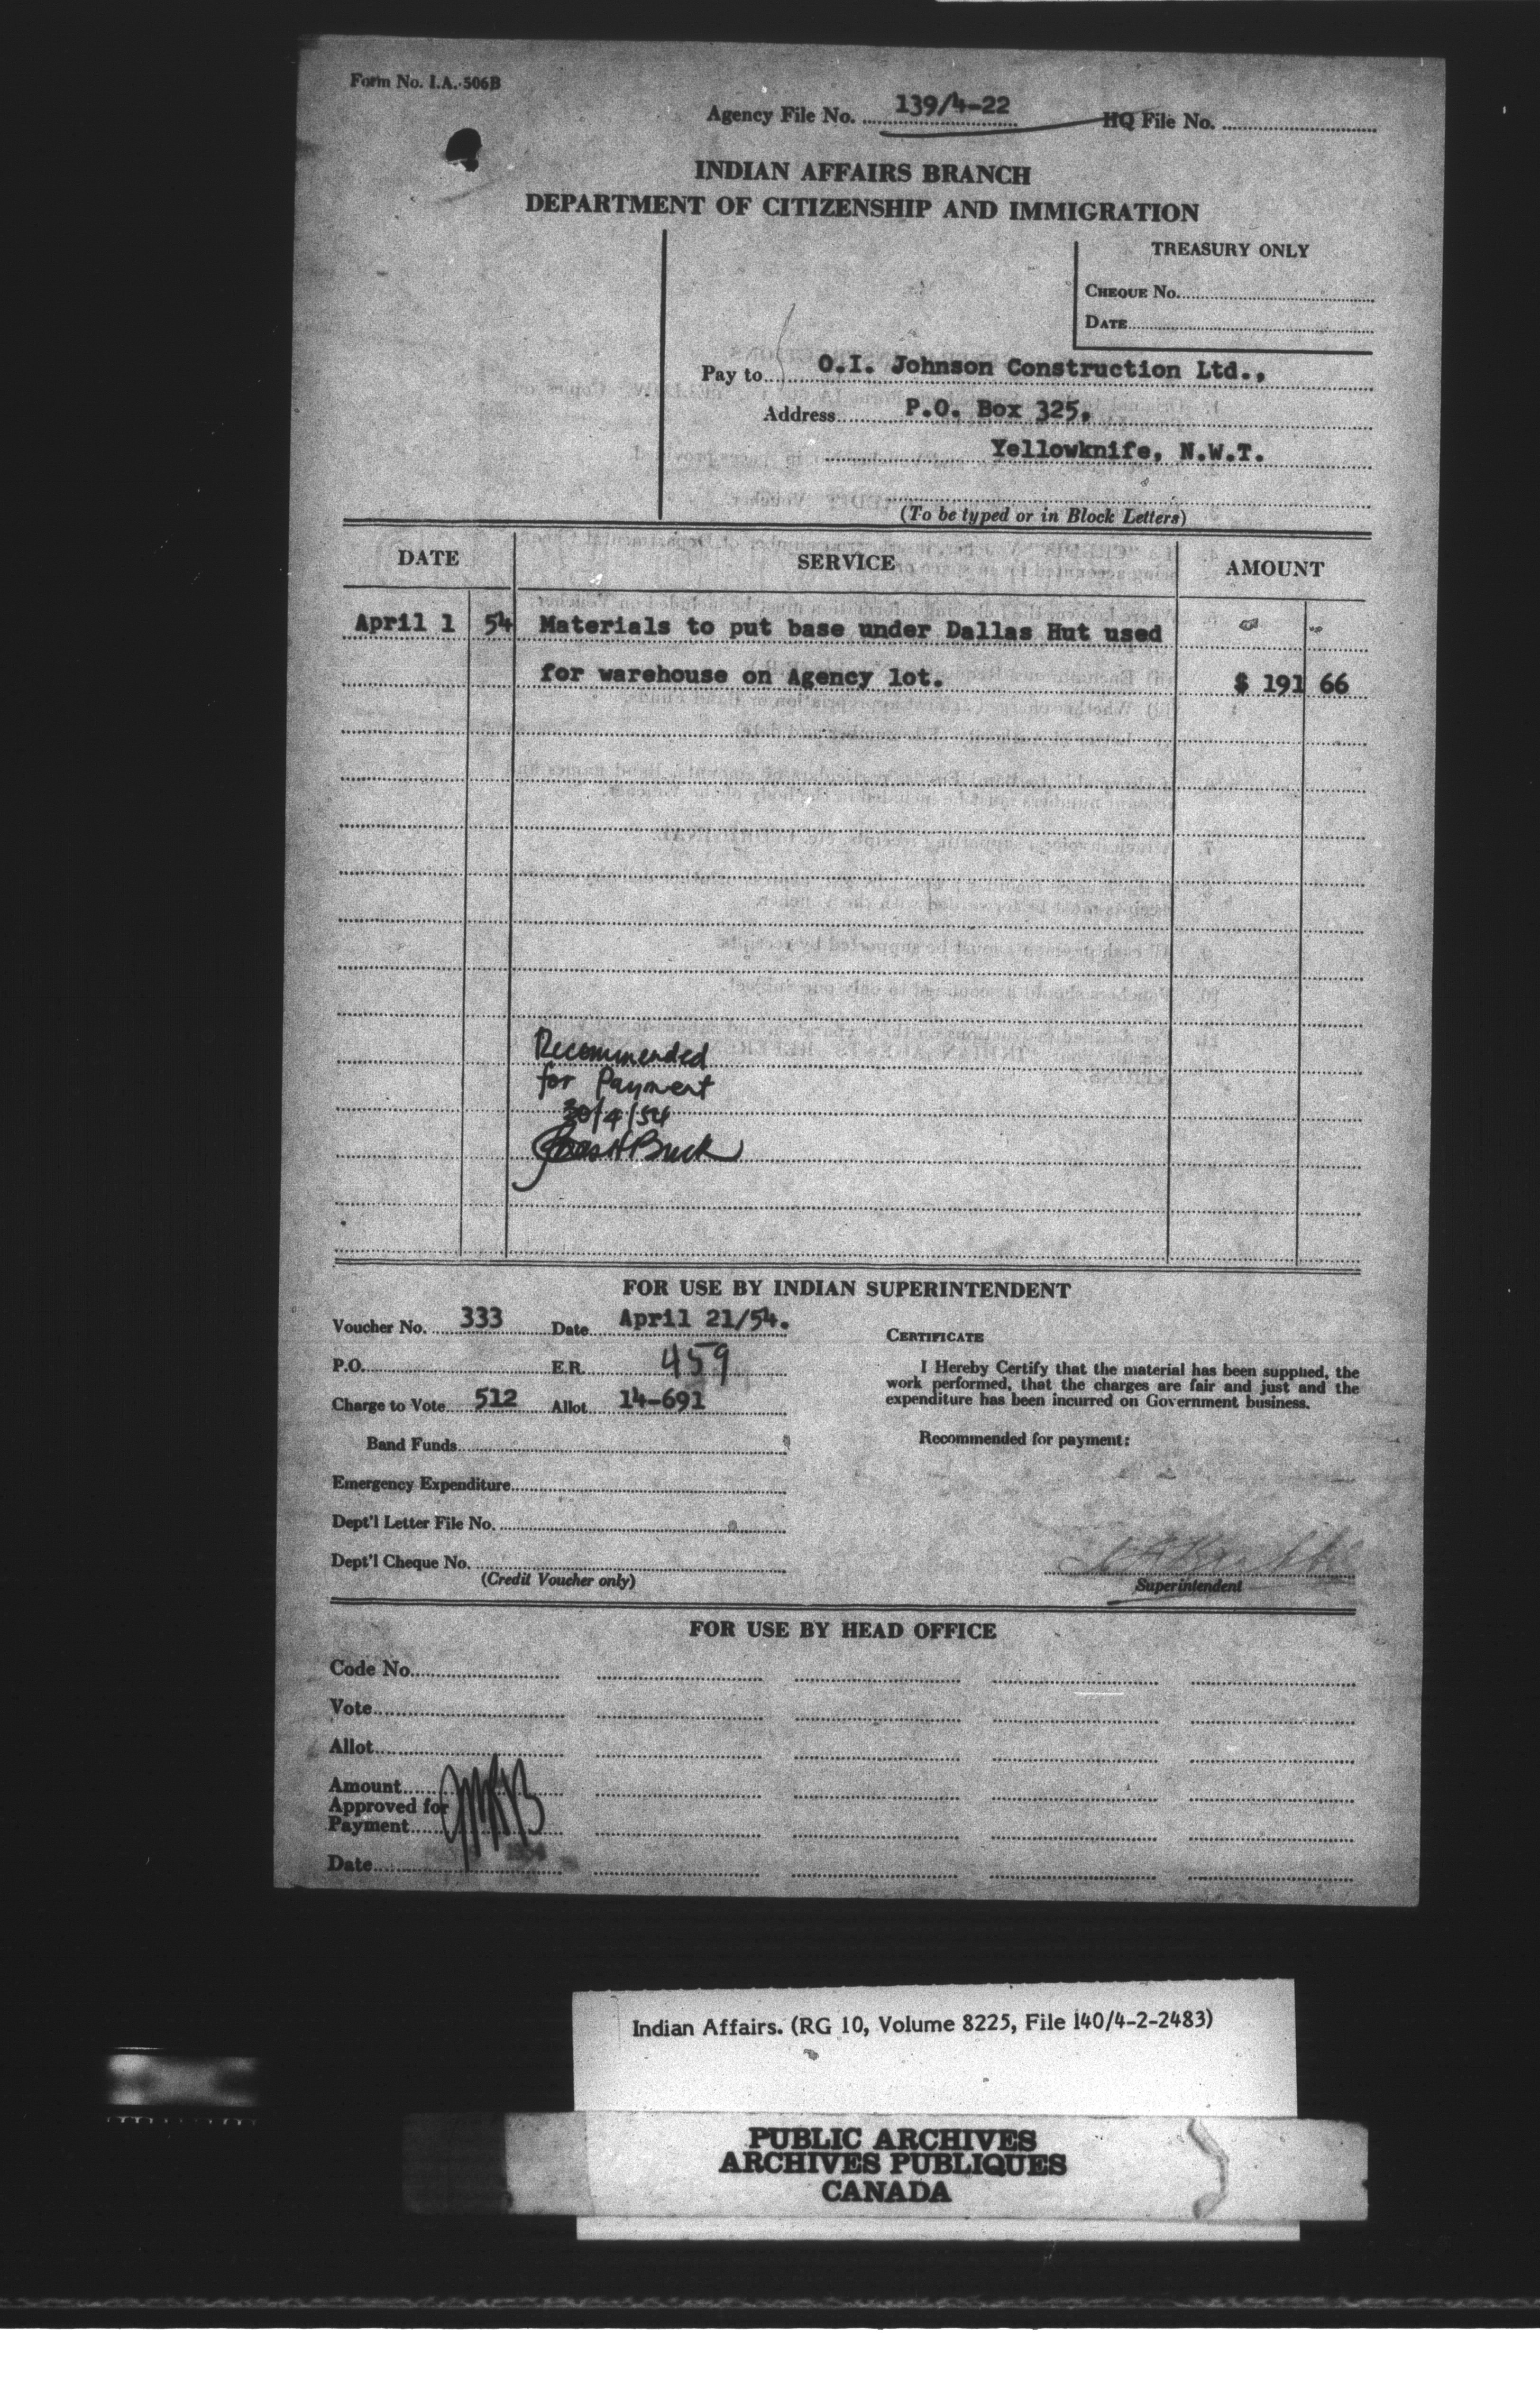 Form No. I.A. 506B
Agency File No. 139/4-22 HQ File No.
INDIAN AFFAIRS BRANCH
DEPARTMENT OF CITIZENSHIP AND IMMIGRATION
TREASURY ONLY
CHEQUE No.
DATE
Pay to O.I. Johnson Construction Ltd.,
Address P.O. Box 325,
Yellowknife, N.W.T.
(To be typed or in Block Letters)
DATE SERVICE AMOUNT
April 1 54 Materials to put base under Dallas Hut used
for warehouse on Agency lot. $ 191 66
Recommended
for Payment
30/4/54
Buck
FOR USE BY INDIAN SUPERINTENDENT
Voucher No. 333 Date April 21/54.
P.O. E.R. 459
Charge to Vote 512 Allot 14-691
Band Funds
Emergency Expenditure
Dept'l Letter File No.
Dept'l Cheque No.
(Credit Voucher only)
CERTIFICATE
I Hereby Certify that the material has been supplied, the
work performed, that the charges are fair and just and the
expenditure has been incurred on Government business.
Recommended for payment:
Superintendent
FOR USE BY HEAD OFFICE
Code No.
Vote
Allot
Amount
Approved for
Payment
Date
Indian Affairs. (RG 10, Volume 8225, File 140/4-2-2483)
PUBLIC ARCHIVES
ARCHIVES PUBLIQUES
CANADA